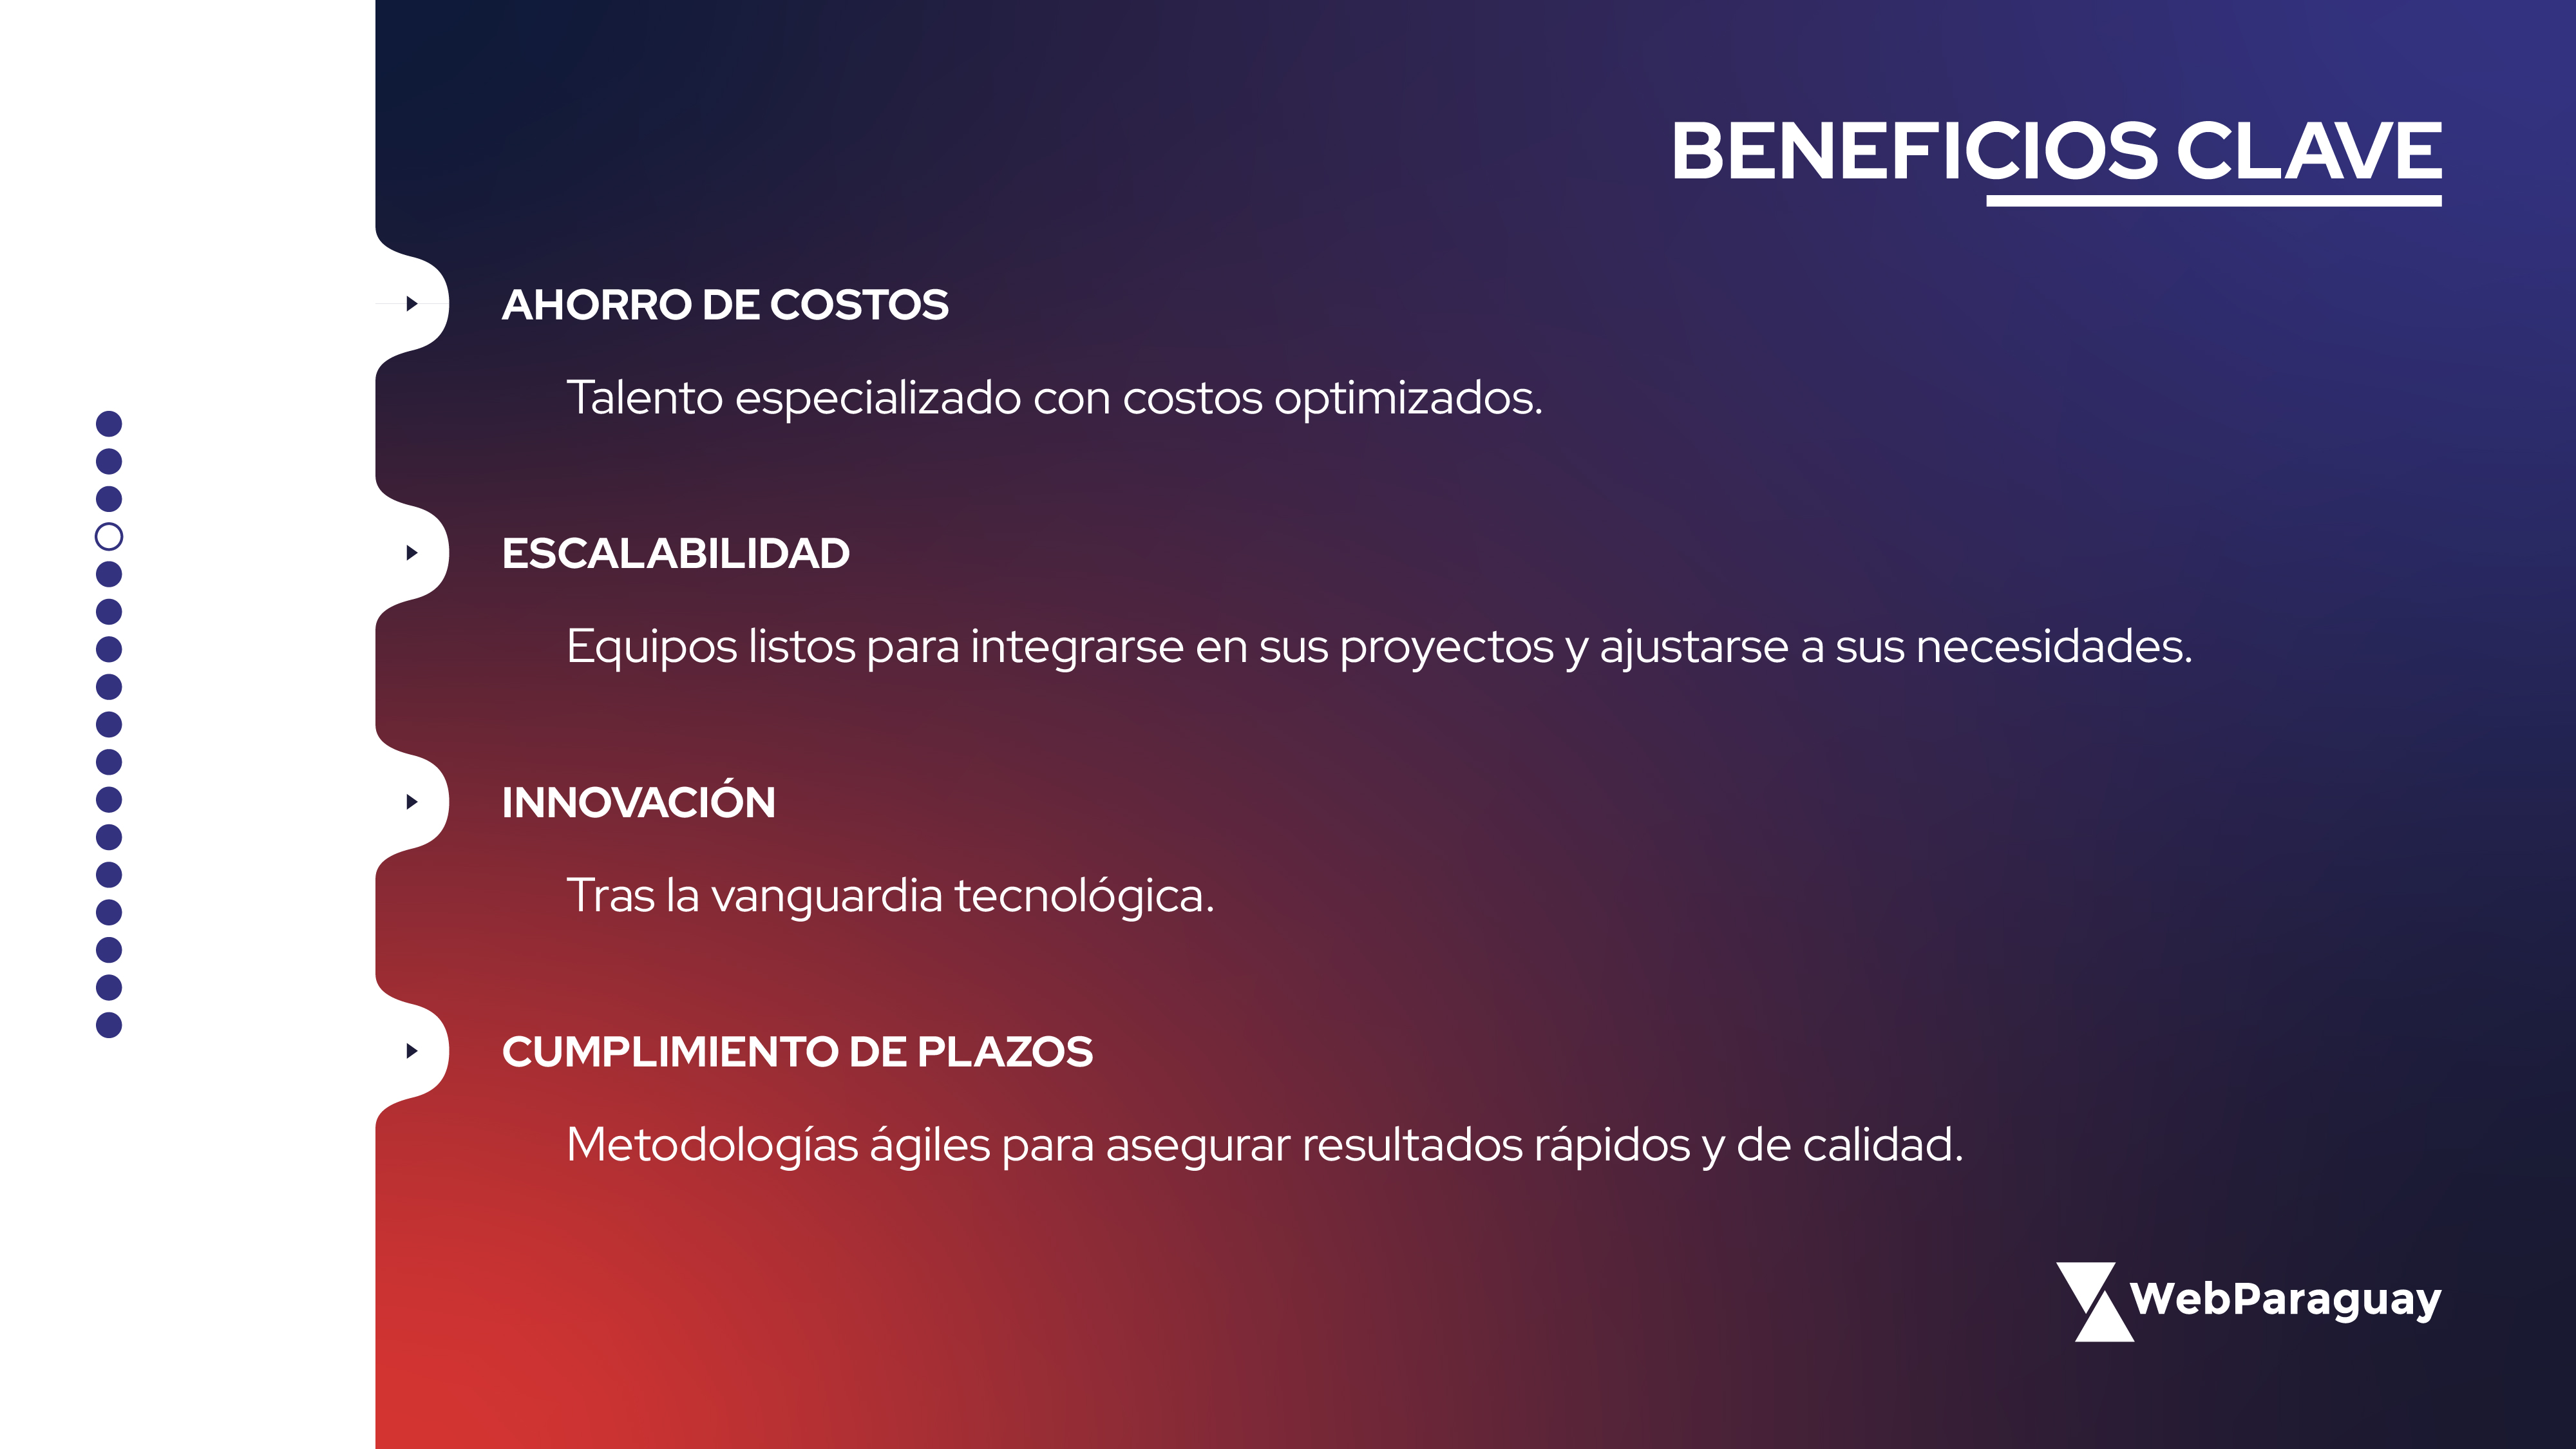 BENEFICIOS CLAVE
AHORRO DE COSTOS
Talento especializado con costos optimizados.
ESCALABILIDAD
Equipos listos para integrarse en sus proyectos y ajustarse a sus necesidades.
INNOVACIÓN
Tras la vanguardia tecnológica.
CUMPLIMIENTO DE PLAZOS
Metodologías ágiles para asegurar resultados rápidos y de calidad.
WebParaguay